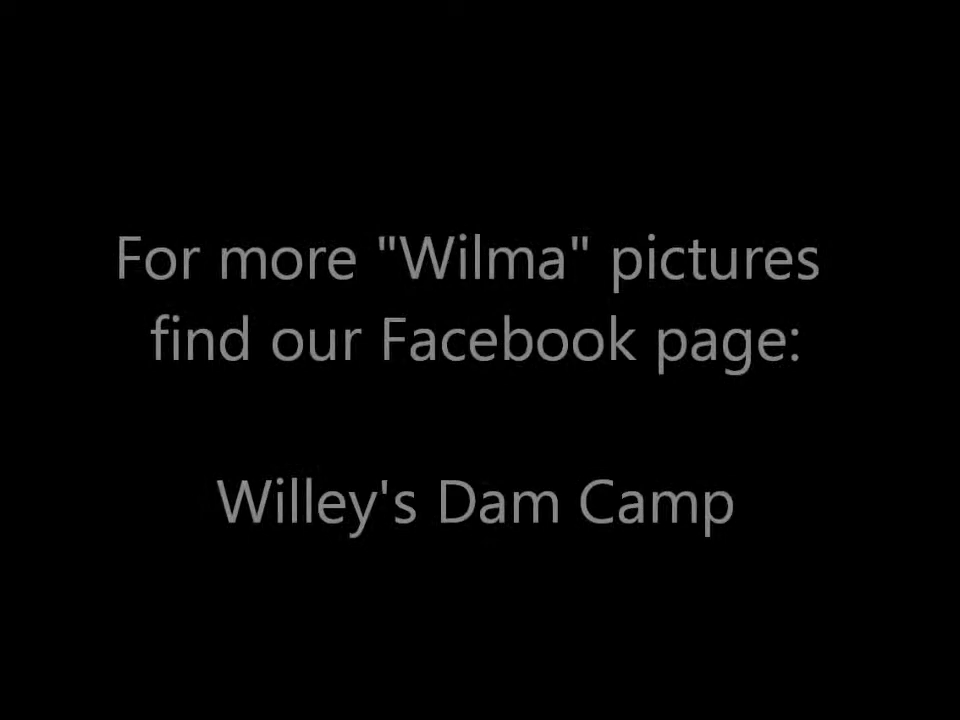 For more "Wilma" pictures
find our Facebook page:
Willey's Dam Camp